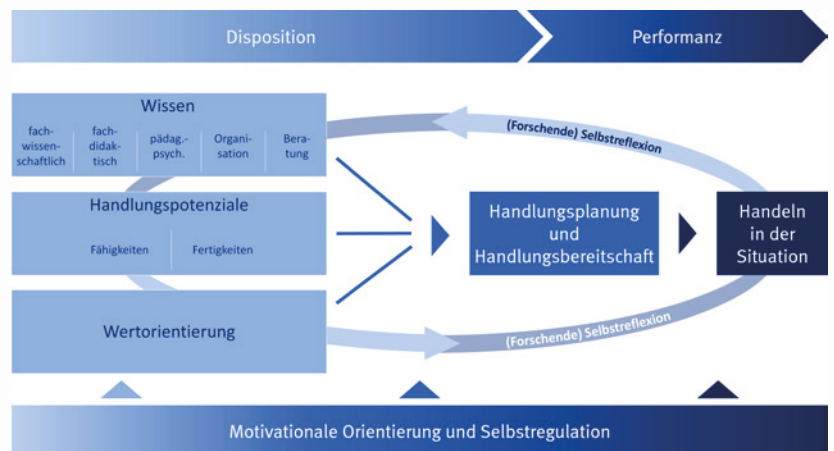 Disposition
Performanz
Wissen
fach-
wissen-
schaftlich
fach-
didak-
tisch
pädag.-
psych.
Organi-
sation
Bera-
tung
(Forschende) Selbstreflexion
Handlungspotenziale
Fähigkeiten
Fertigkeiten
Handlungsplanung
und
Handlungsbereitschaft
Handeln
in der
Situation
Wertorientierung
(Forschende) Selbstreflexion
Motivationale Orientierung und Selbstregulation